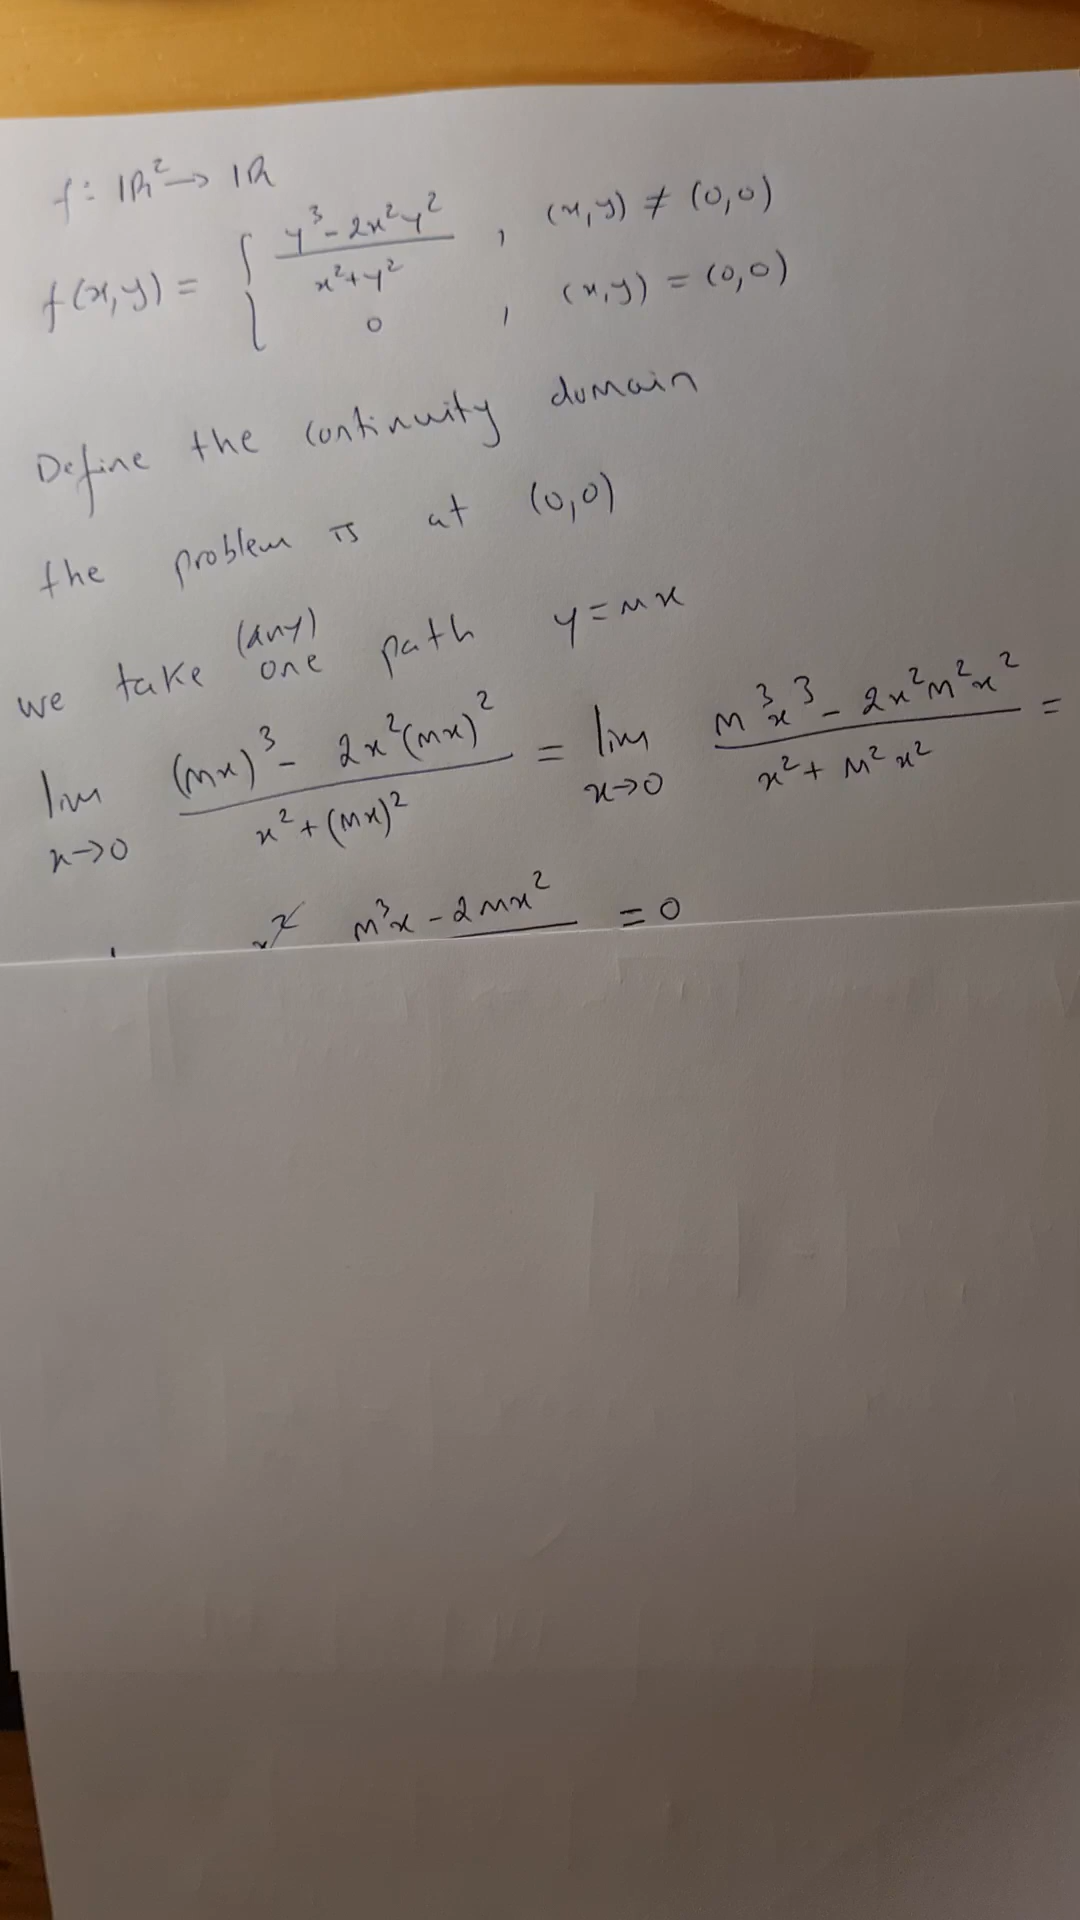 f: ℝ² → ℝ
f(x,y) = { (y³ - 2x²y²)/(x²+y²) , (x,y) ≠ (0,0)
0 , (x,y) = (0,0)
Define the continuity domain
the problem is at (0,0)
(any)
we take one path y=mx
lim x→0 ((mx)³ - 2x²(mx)²)/(x²+(mx)²) = lim x→0 (m³x³ - 2x²m²x²)/(x²+m²x²) =
m³x - 2mx² = 0